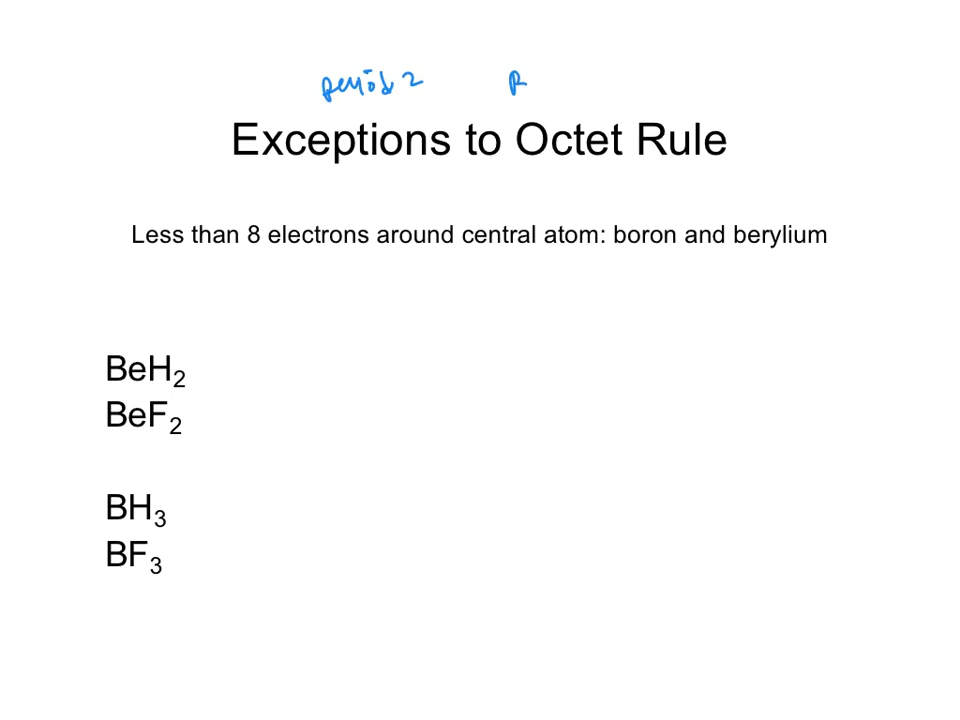 period 2 P
Exceptions to Octet Rule
Less than 8 electrons around central atom: boron and berylium
BeH₂
BeF₂
BH₃
BF₃